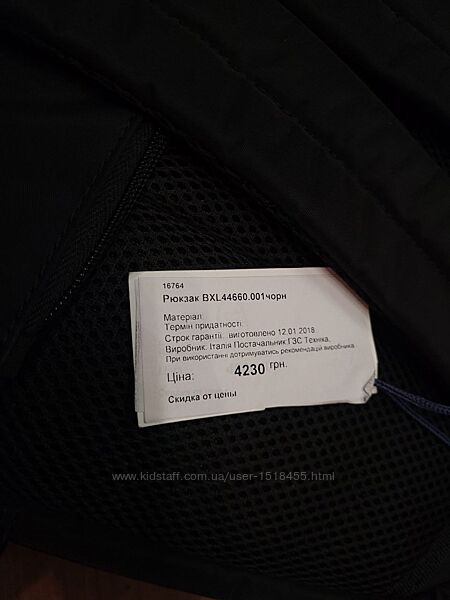 16764
Рюкзак BXL44660.001чорн
Матеріал:
Термін придатності:
Строк гарантії: виготовлено 12.01.2018
Виробник: Італія Постачальник ГЗС Техніка.
При використанні дотримуватись рекомендацій виробника
Ціна: 4230 грн.
Скидка от цены
www.kidstaff.com.ua/user-1518455.html